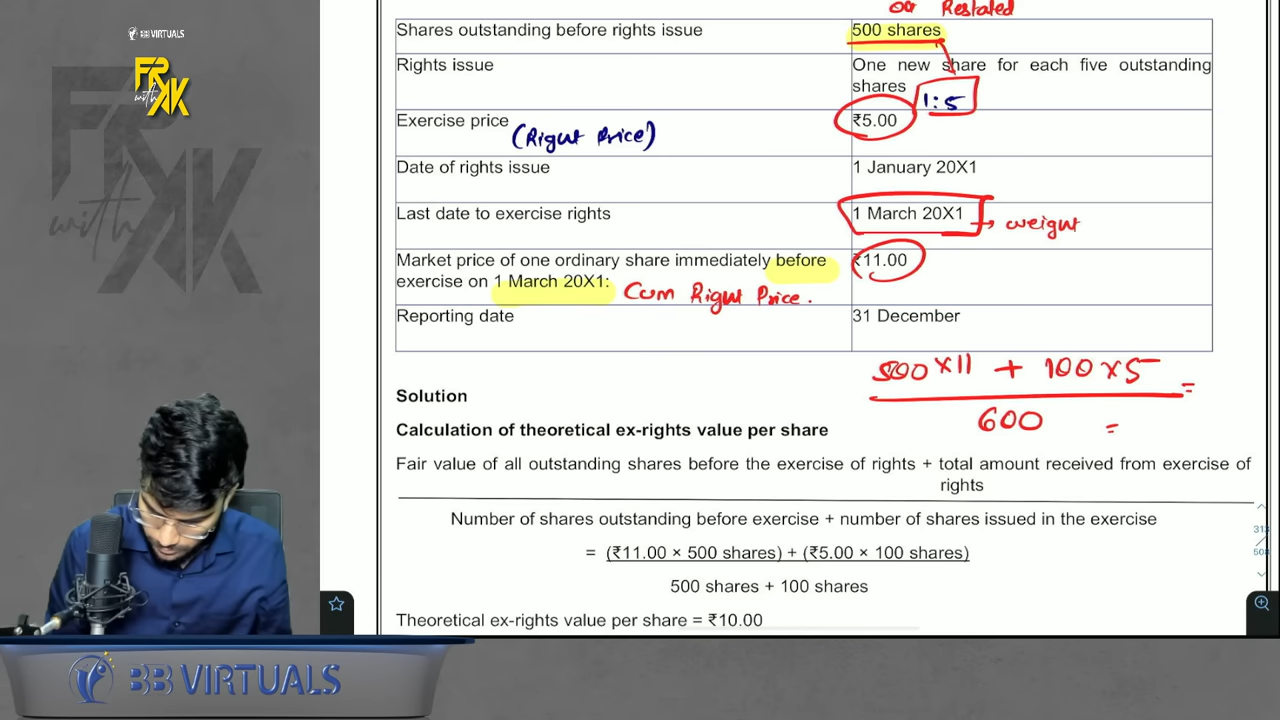 or Restated
Shares outstanding before rights issue
500 shares
Rights issue
One new share for each five outstanding
shares
1:5
Exercise price
(Right Price)
₹5.00
Date of rights issue
1 January 20X1
Last date to exercise rights
1 March 20X1
→ weight
Market price of one ordinary share immediately before
exercise on 1 March 20X1:
Cum Right Price.
₹11.00
Reporting date
31 December
500 x 11 + 100 x 5 =
600 =
Solution
Calculation of theoretical ex-rights value per share
Fair value of all outstanding shares before the exercise of rights + total amount received from exercise of
rights
Number of shares outstanding before exercise + number of shares issued in the exercise
= (₹11.00 × 500 shares) + (₹5.00 × 100 shares)
500 shares + 100 shares
Theoretical ex-rights value per share = ₹10.00
BB VIRTUALS
FR
with
AK
FR
with
AK
313
508
BB VIRTUALS